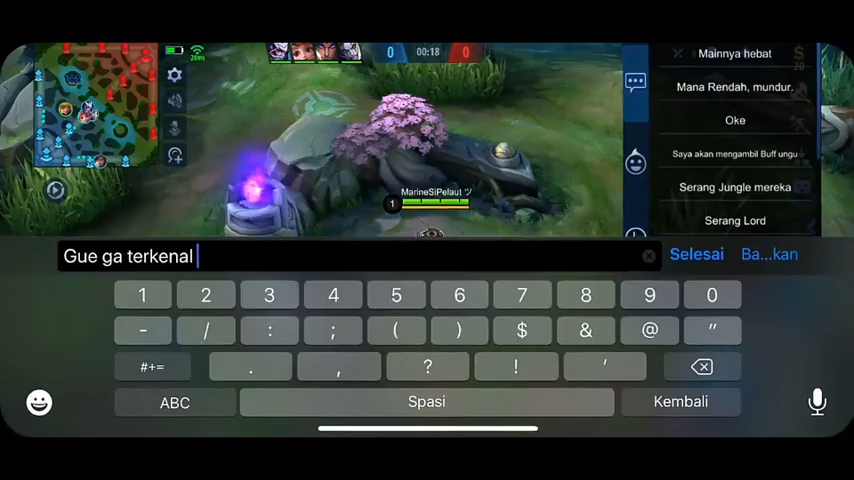 28ms
0 00:18 0
Mainnya hebat
Mana Rendah, mundur.
Oke
Saya akan mengambil Buff ungu
Serang Jungle mereka
Serang Lord
MarineSiPelaut ツ
1
Gue ga terkenal
Selesai Ba...kan
1 2 3 4 5 6 7 8 9 0
- / : ; ( ) $ & @ "
#+= . , ? ! '
ABC Spasi Kembali